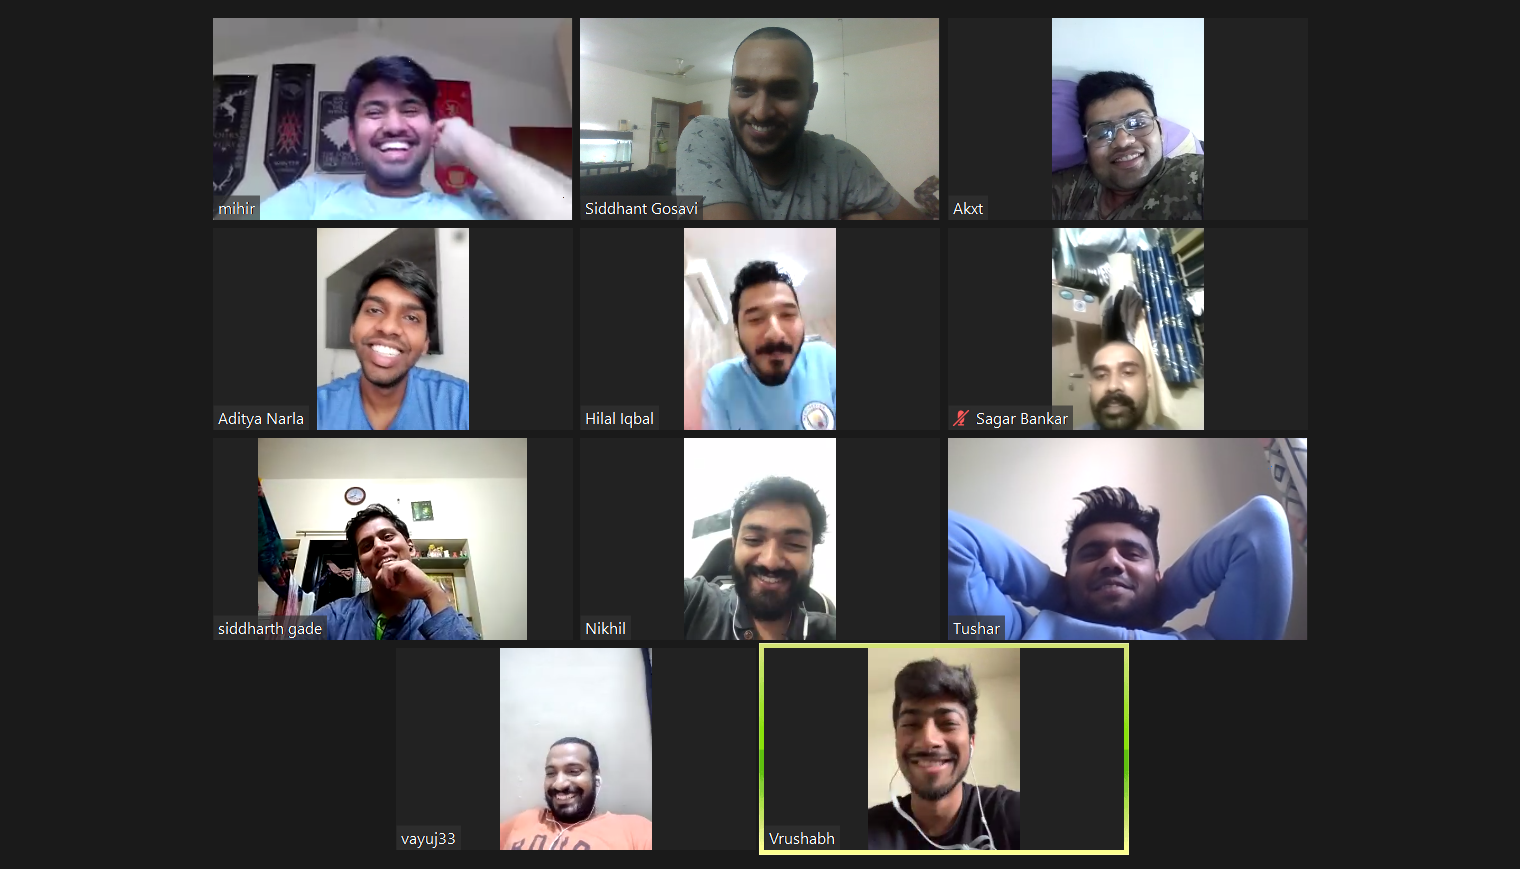 mihir
Siddhant Gosavi
Akxt
Aditya Narla
Hilal Iqbal
Sagar Bankar
siddharth gade
Nikhil
Tushar
vayuj33
Vrushabh